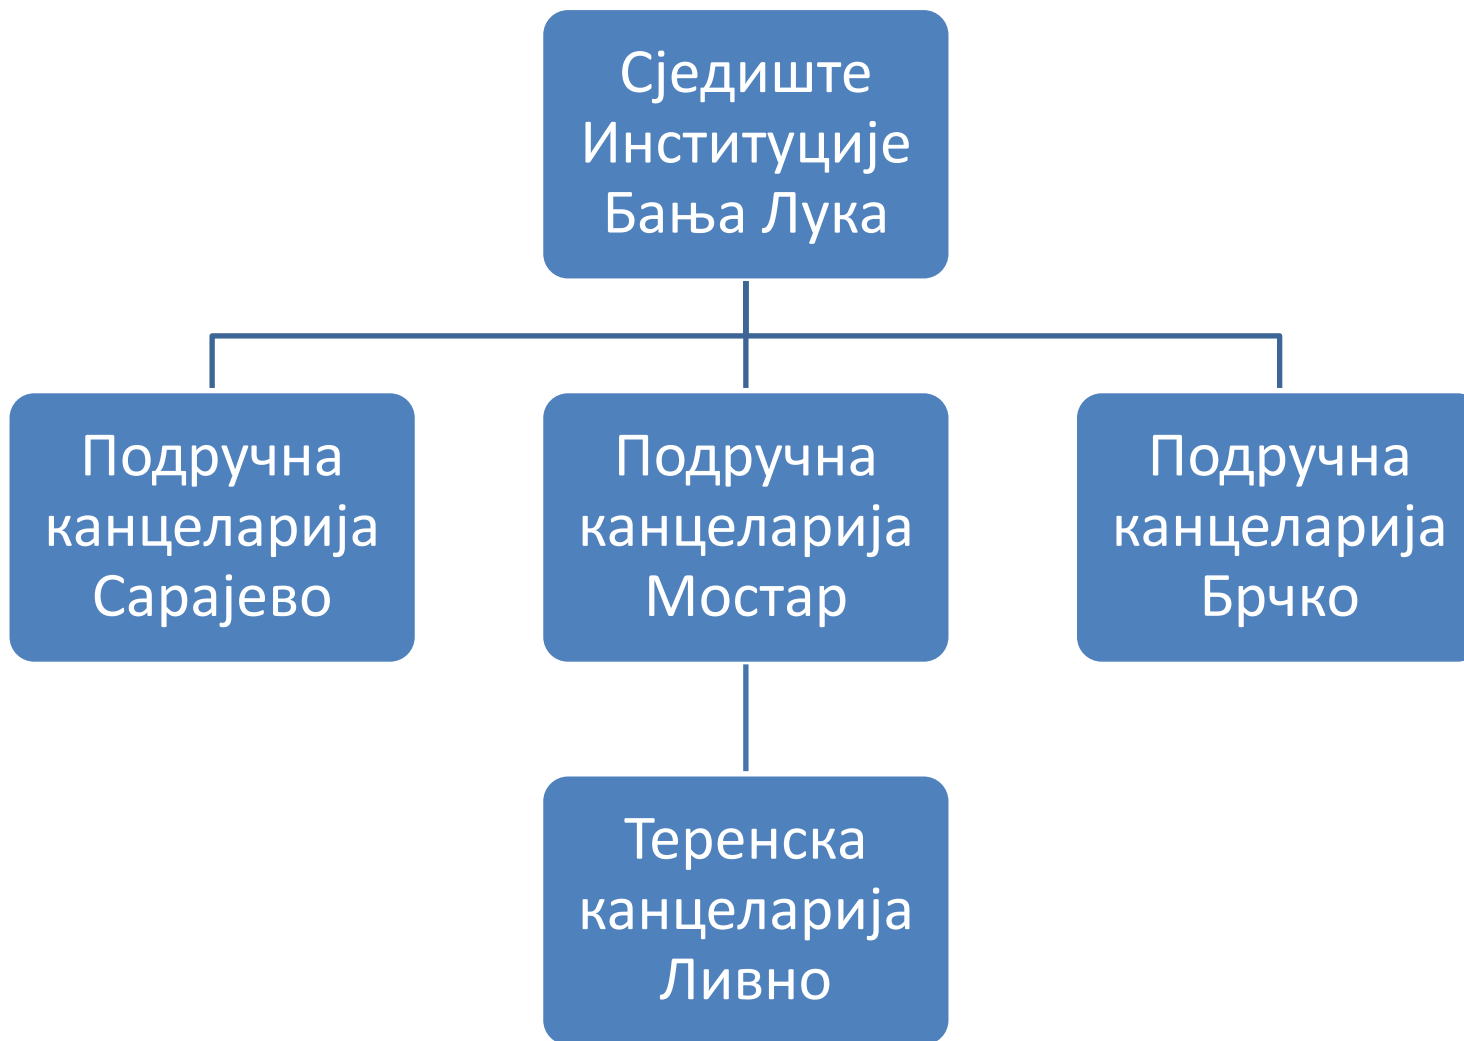 Сједиште
Институције
Бања Лука
Подручна
канцеларија
Сарајево
Подручна
канцеларија
Мостар
Подручна
канцеларија
Брчко
Теренска
канцеларија
Ливно